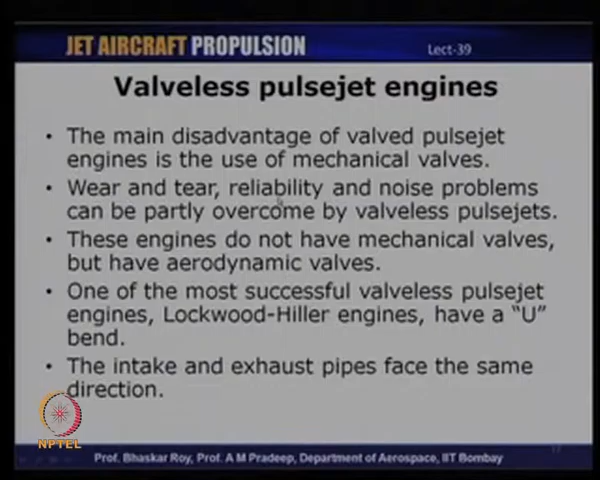 JET AIRCRAFT PROPULSION
Lect-39
Valveless pulsejet engines
• The main disadvantage of valved pulsejet
engines is the use of mechanical valves.
• Wear and tear, reliability and noise problems
can be partly overcome by valveless pulsejets.
• These engines do not have mechanical valves,
but have aerodynamic valves.
• One of the most successful valveless pulsejet
engines, Lockwood-Hiller engines, have a “U”
bend.
• The intake and exhaust pipes face the same
direction.
NPTEL
Prof. Bhaskar Roy, Prof. A M Pradeep, Department of Aerospace, IIT Bombay